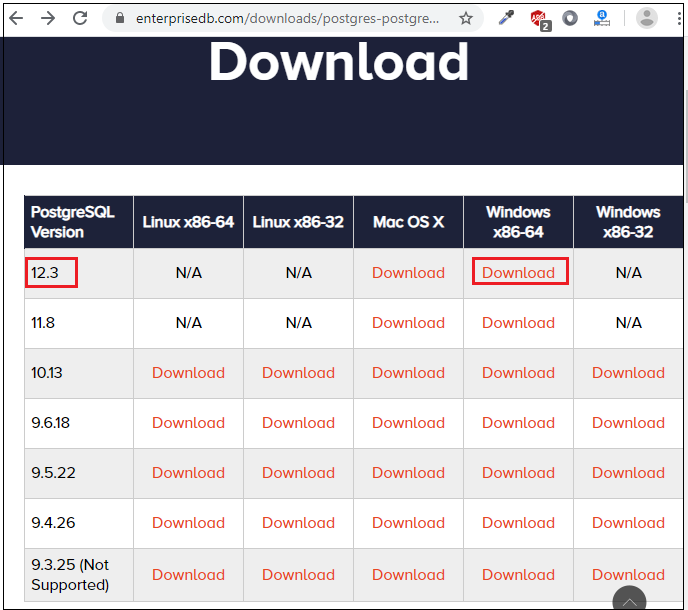 enterprisedb.com/downloads/postgres-postgre...
2
Download
PostgreSQL Version Linux x86-64 Linux x86-32 Mac OS X Windows x86-64 Windows x86-32
12.3 N/A N/A Download Download N/A
11.8 N/A N/A Download Download N/A
10.13 Download Download Download Download Download
9.6.18 Download Download Download Download Download
9.5.22 Download Download Download Download Download
9.4.26 Download Download Download Download Download
9.3.25 (Not Supported) Download Download Download Download Download